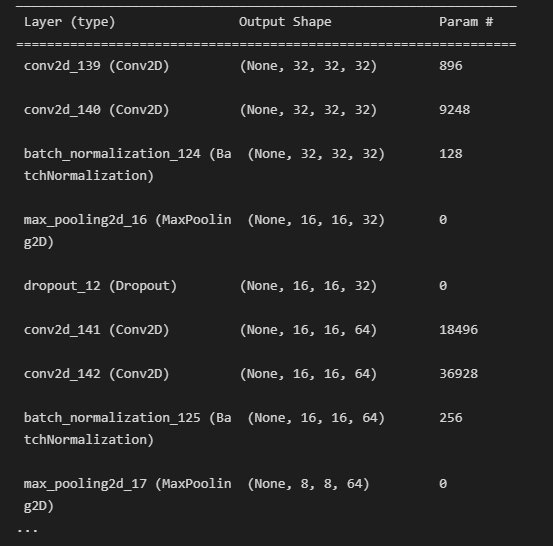 Layer (type) Output Shape Param #
=================================================================
conv2d_139 (Conv2D) (None, 32, 32, 32) 896
conv2d_140 (Conv2D) (None, 32, 32, 32) 9248
batch_normalization_124 (Ba (None, 32, 32, 32) 128
tchNormalization)
max_pooling2d_16 (MaxPoolin (None, 16, 16, 32) 0
g2D)
dropout_12 (Dropout) (None, 16, 16, 32) 0
conv2d_141 (Conv2D) (None, 16, 16, 64) 18496
conv2d_142 (Conv2D) (None, 16, 16, 64) 36928
batch_normalization_125 (Ba (None, 16, 16, 64) 256
tchNormalization)
max_pooling2d_17 (MaxPoolin (None, 8, 8, 64) 0
g2D)
...